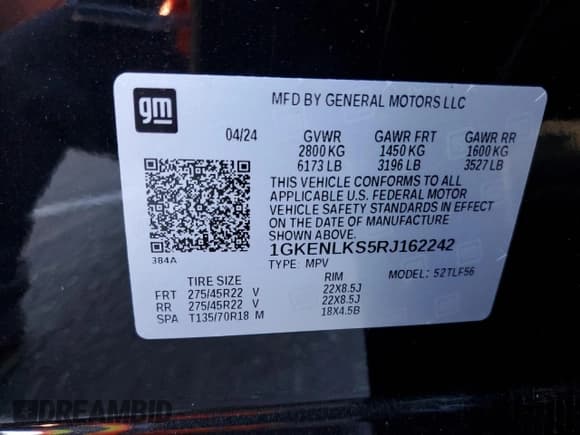 gm
MFD BY GENERAL MOTORS LLC
04/24 GVWR GAWR FRT GAWR RR
2800 KG 1450 KG 1600 KG
6173 LB 3196 LB 3527 LB
THIS VEHICLE CONFORMS TO ALL
APPLICABLE U.S. FEDERAL MOTOR
VEHICLE SAFETY STANDARDS IN EFFECT
ON THE DATE OF MANUFACTURE
SHOWN ABOVE.
384A
1GKENLKS5RJ162242
TYPE: MPV MODEL: 52TLF56
TIRE SIZE RIM
FRT 275/45R22 V 22X8.5J
RR 275/45R22 V 22X8.5J
SPA T135/70R18 M 18X4.5B
DREAMBID